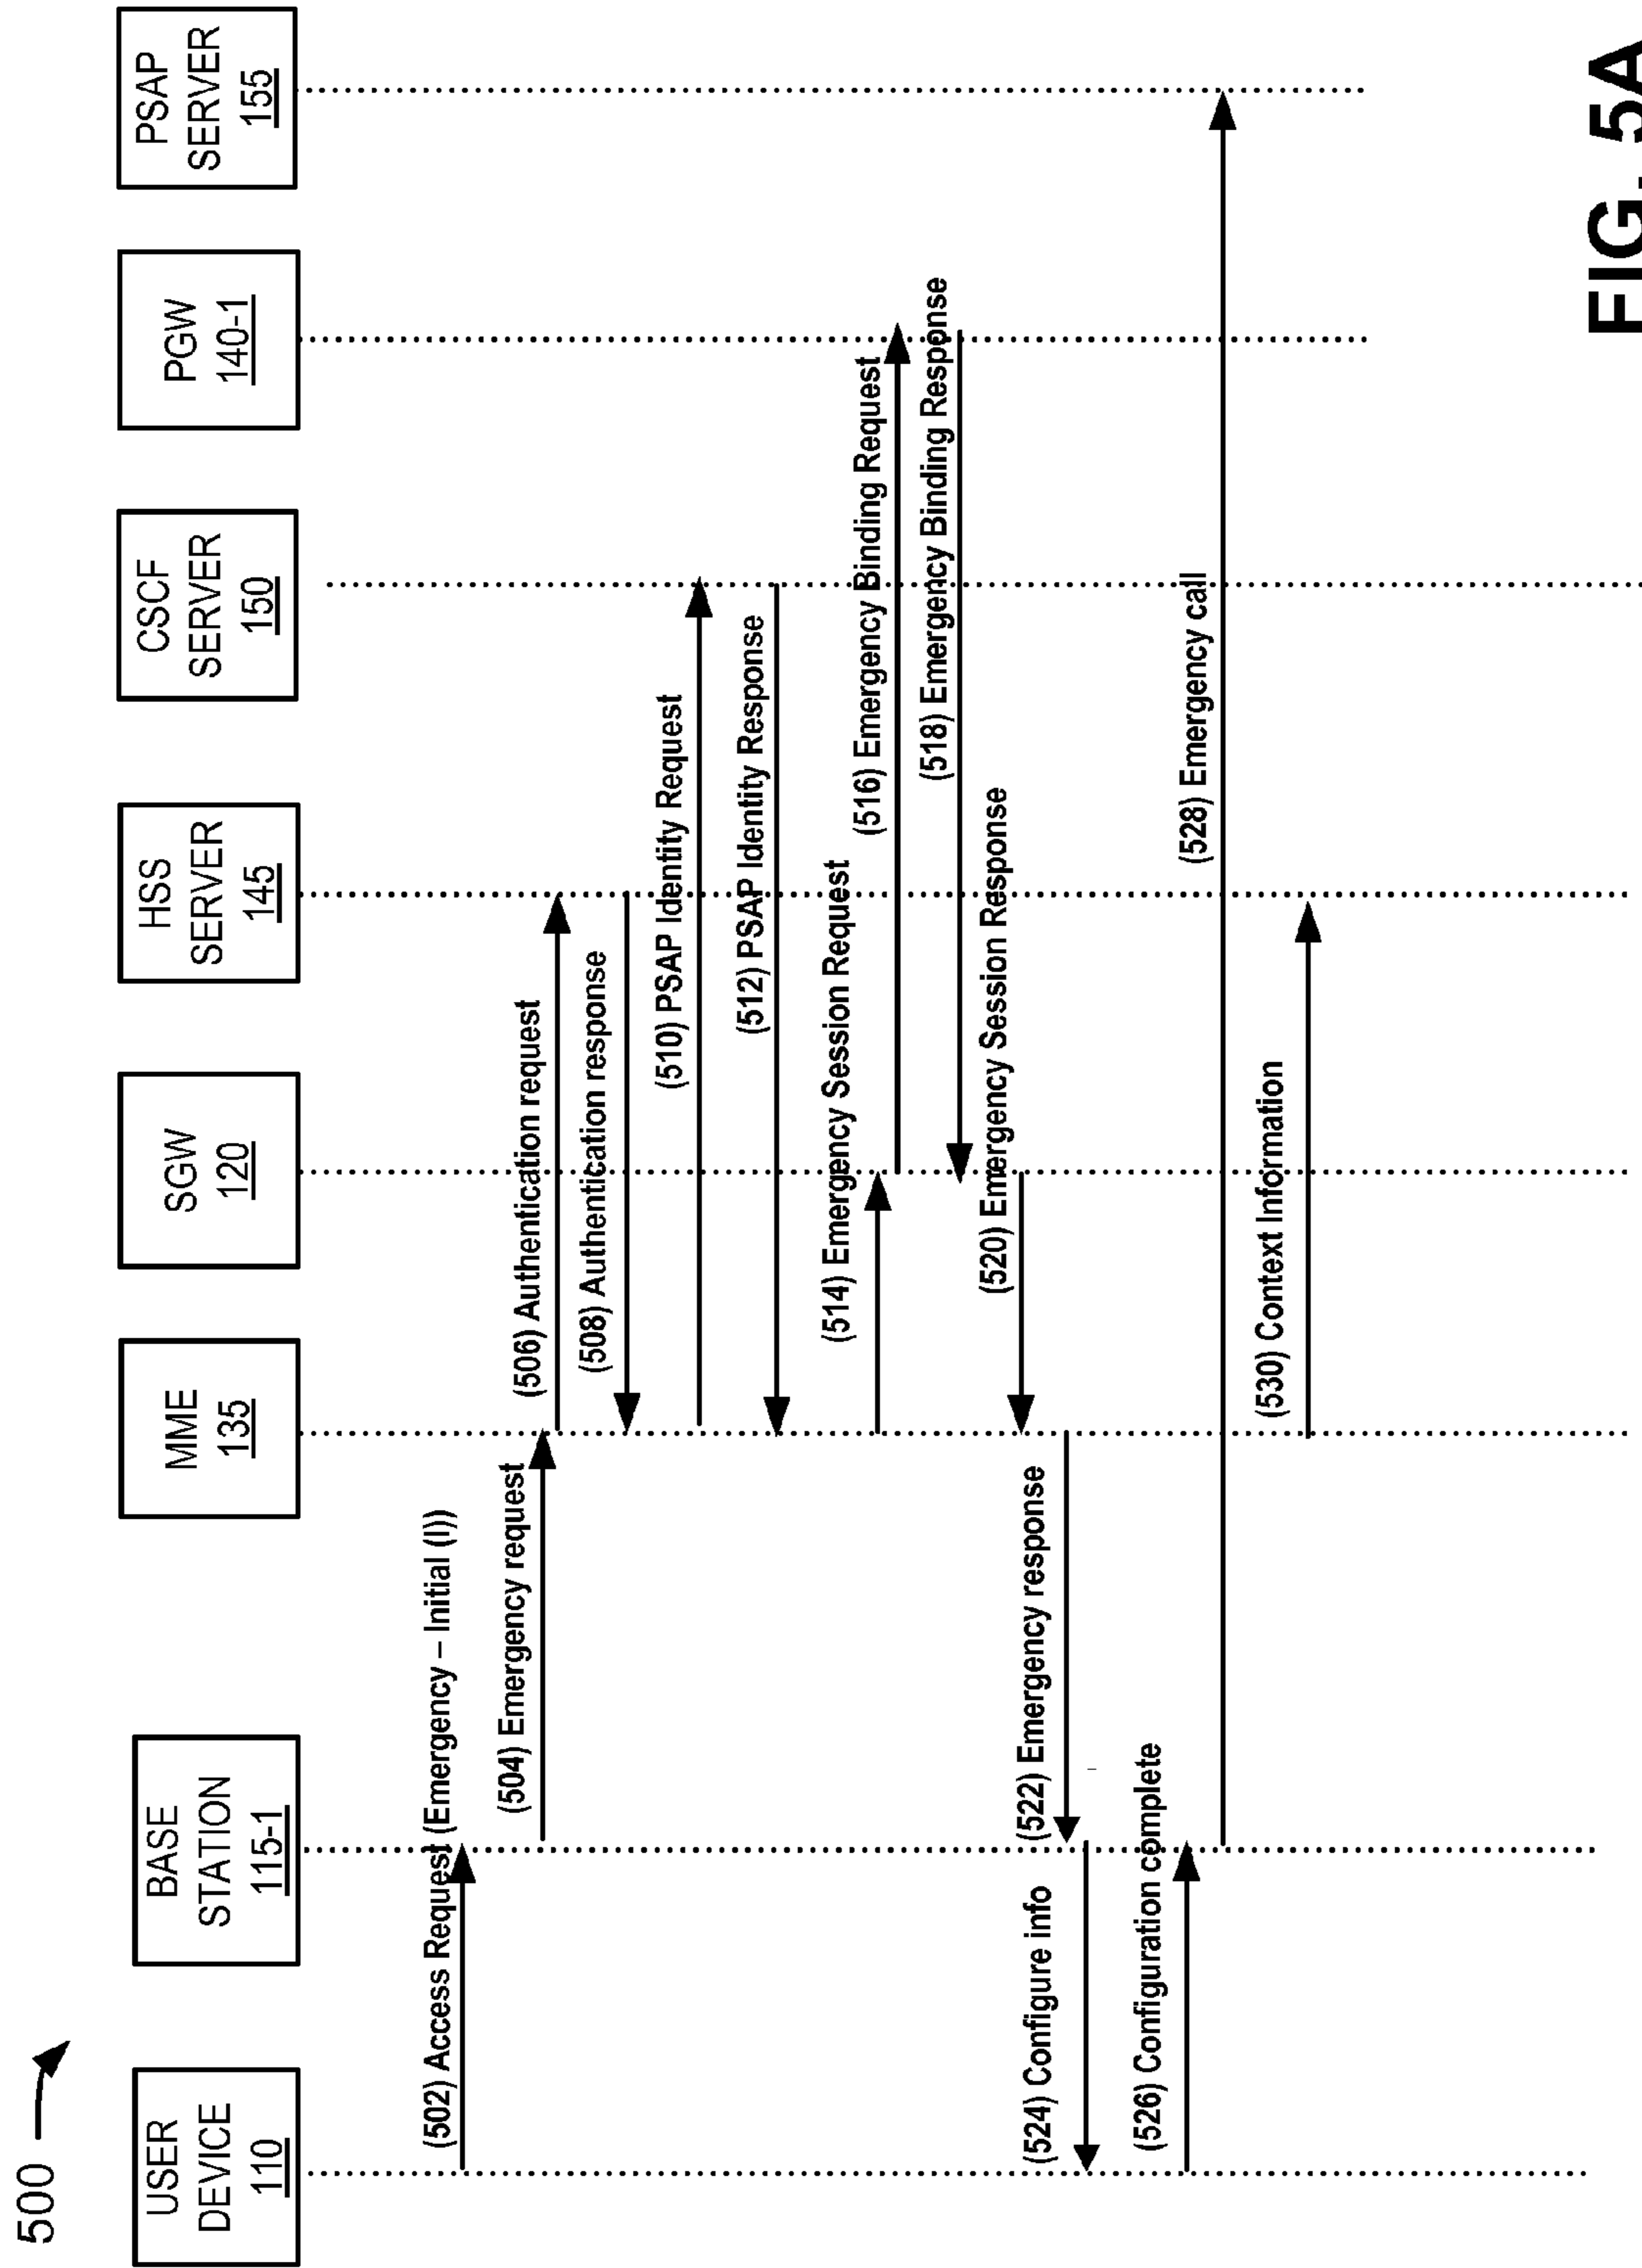 500
USER
DEVICE
110
BASE
STATION
115-1
MME
135
SGW
120
HSS
SERVER
145
CSCF
SERVER
150
PGW
140-1
PSAP
SERVER
155
(502) Access Request (Emergency – Initial (I))
(504) Emergency request
(506) Authentication request
(508) Authentication response
(510) PSAP Identity Request
(512) PSAP Identity Response
(514) Emergency Session Request
(516) Emergency Binding Request
(518) Emergency Binding Response
(520) Emergency Session Response
(522) Emergency response
(524) Configure info
(526) Configuration complete
(528) Emergency call
(530) Context Information
FIG. 5A